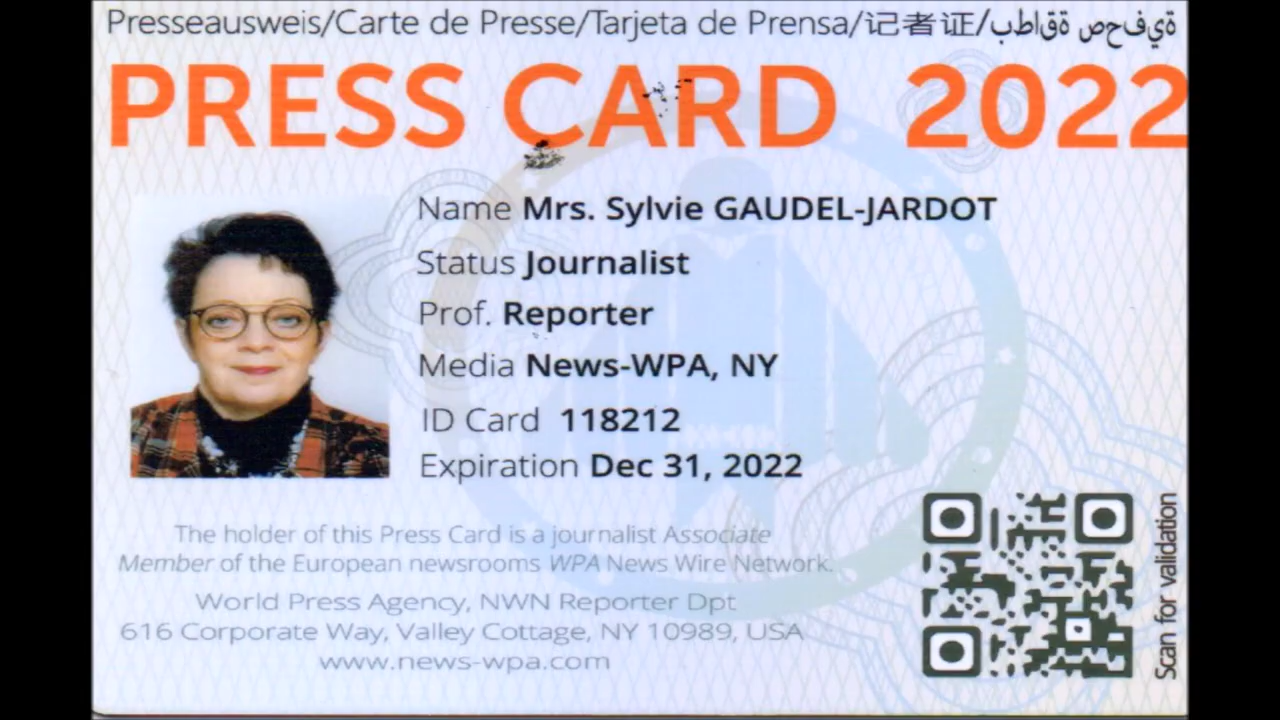 Presseausweis/Carte de Presse/Tarjeta de Prensa/记者证/بطاقة صحفية
PRESS CARD 2022
Name Mrs. Sylvie GAUDEL-JARDOT
Status Journalist
Prof. Reporter
Media News-WPA, NY
ID Card 118212
Expiration Dec 31, 2022
The holder of this Press Card is a journalist Associate
Member of the European newsrooms WPA News Wire Network.
World Press Agency, NWN Reporter Dpt
616 Corporate Way, Valley Cottage, NY 10989, USA
www.news-wpa.com
Scan for validation